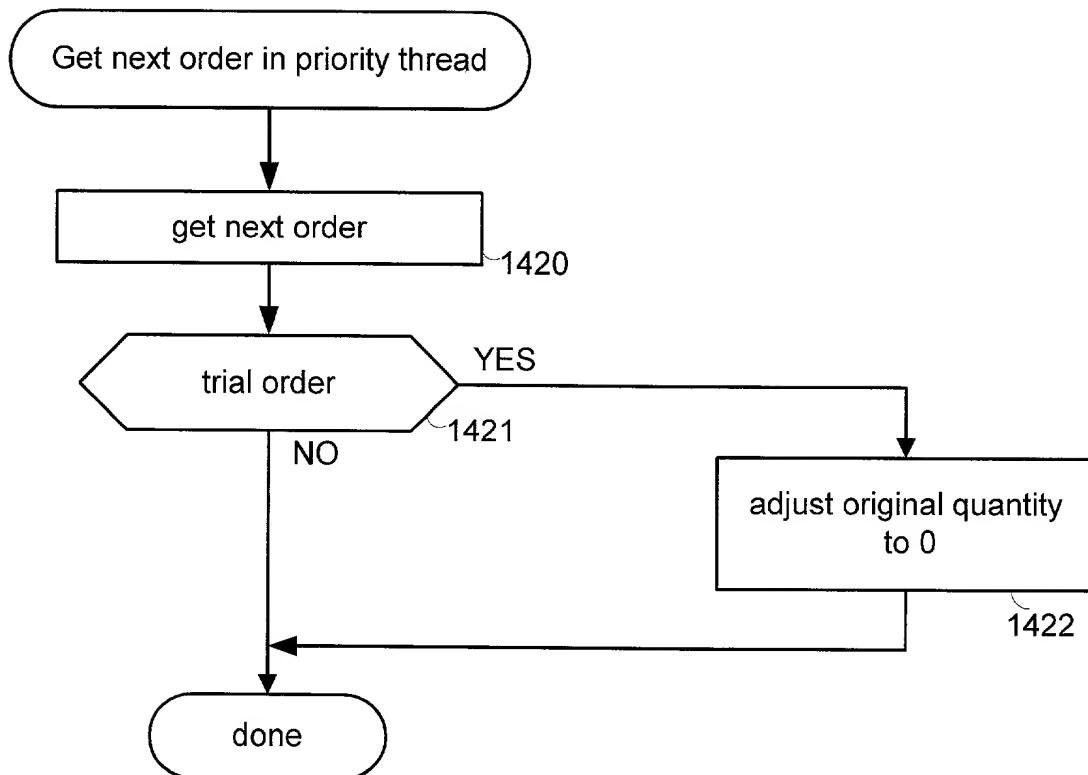 Get next order in priority thread
get next order
1420
trial order
YES
1421
NO
adjust original quantity
to 0
1422
done